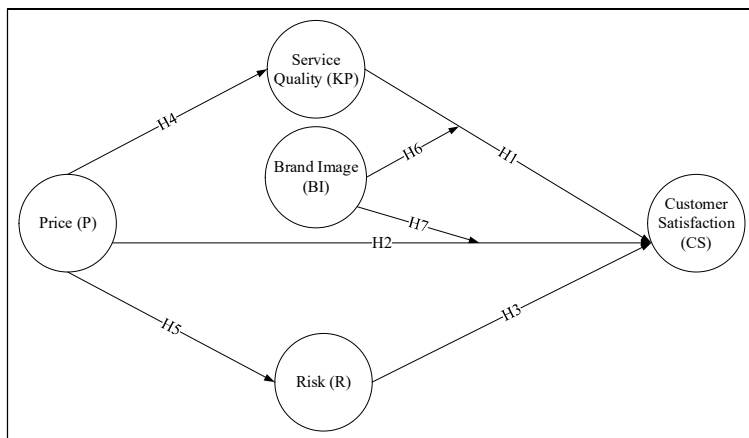 Service
Quality (KP)
H4
H6
H1
Brand Image
(BI)
Price (P)
Customer
Satisfaction
(CS)
H7
H2
H5
H3
Risk (R)